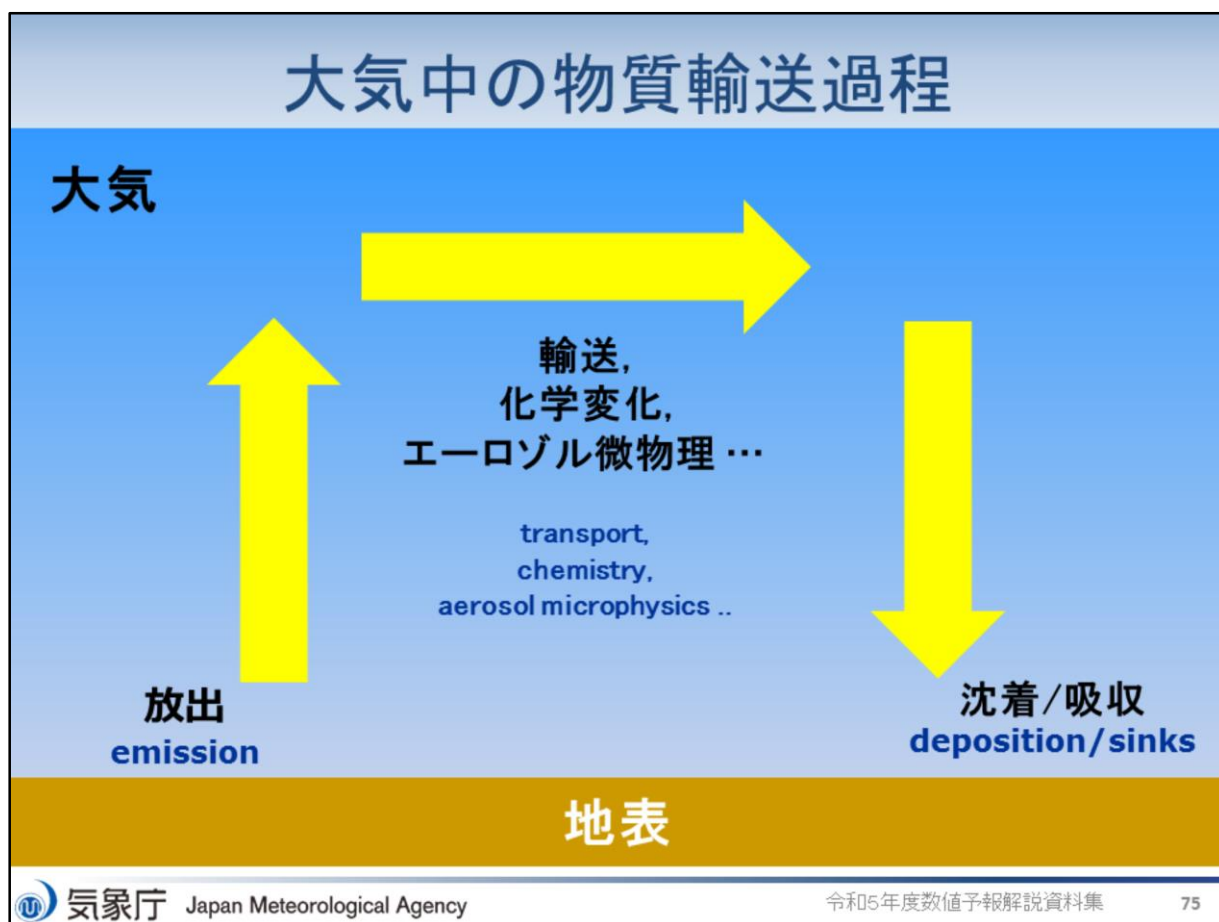 大気中の物質輸送過程
大気
輸送,
化学変化,
エーロゾル微物理 …
transport,
chemistry,
aerosol microphysics ..
放出
emission
沈着/吸収
deposition/sinks
地表
気象庁 Japan Meteorological Agency
令和5年度数値予報解説資料集 75